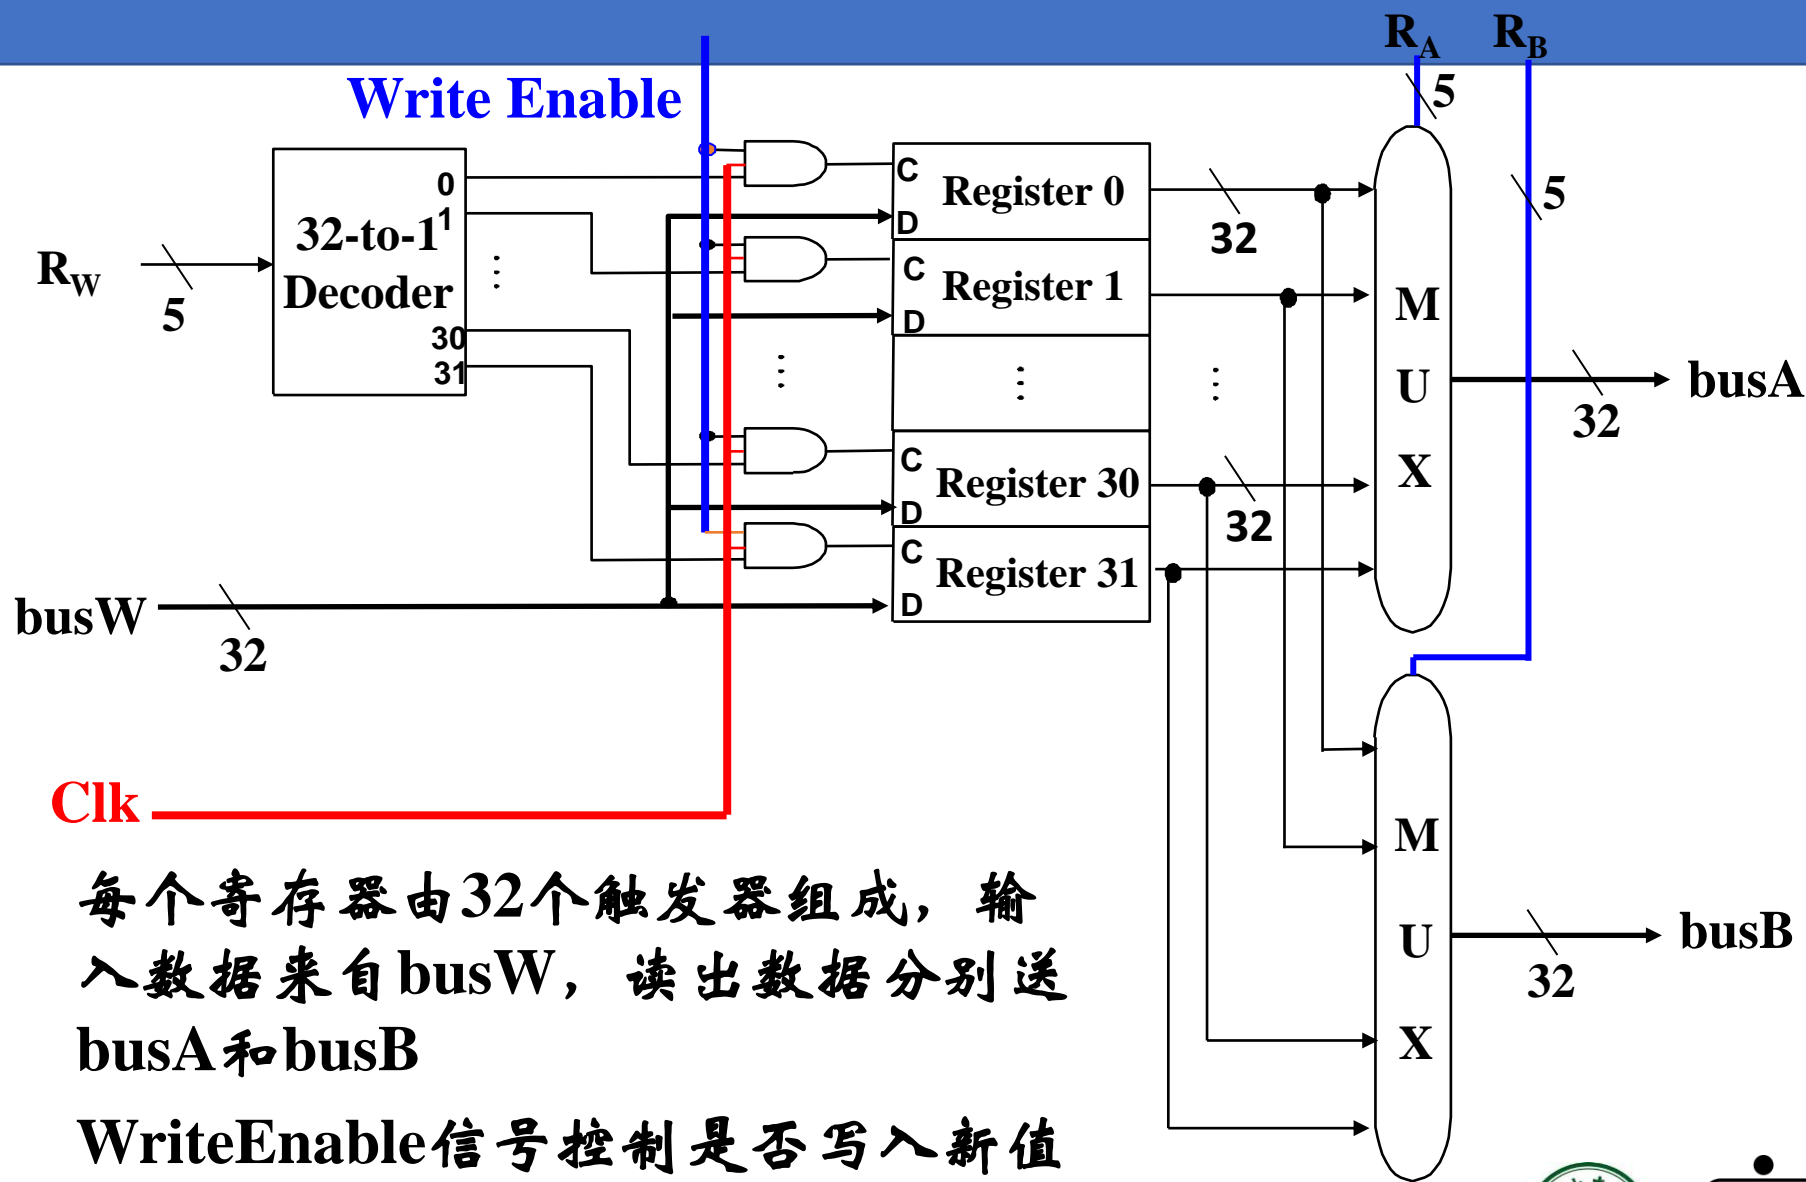 R_A R_B
Write Enable
5
5
0
1
32-to-1
Decoder
⋮
30
31
R_W
5
C
Register 0
D
C
Register 1
D
⋮
⋮
C
Register 30
D
C
Register 31
D
32
⋮
32
M
U
X
busA
32
busW
32
Clk
M
U
X
busB
32
每个寄存器由32个触发器组成，输
入数据来自busW，读出数据分别送
busA和busB
WriteEnable信号控制是否写入新值